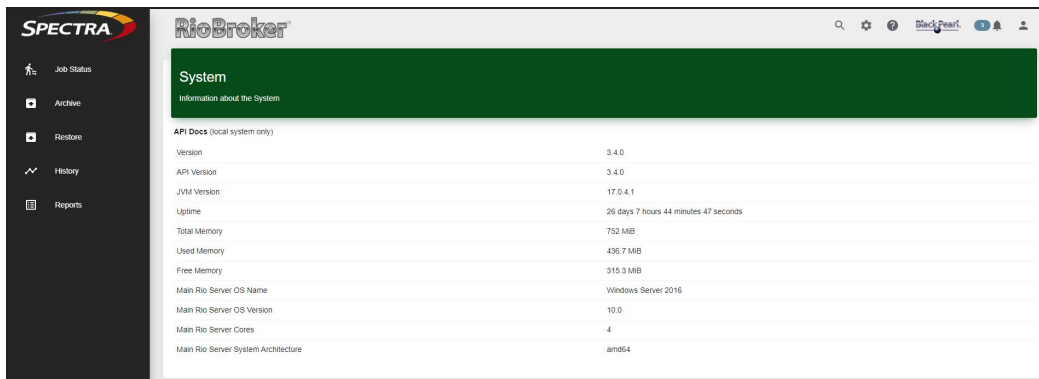 SPECTRA
RioBroker
BlackPearl.
3
Job Status
Archive
Restore
History
Reports
System
Information about the System
API Docs (local system only)
Version 3.4.0
API Version 3.4.0
JVM Version 17.0.4.1
Uptime 26 days 7 hours 44 minutes 47 seconds
Total Memory 752 MiB
Used Memory 436.7 MiB
Free Memory 315.3 MiB
Main Rio Server OS Name Windows Server 2016
Main Rio Server OS Version 10.0
Main Rio Server Cores 4
Main Rio Server System Architecture amd64